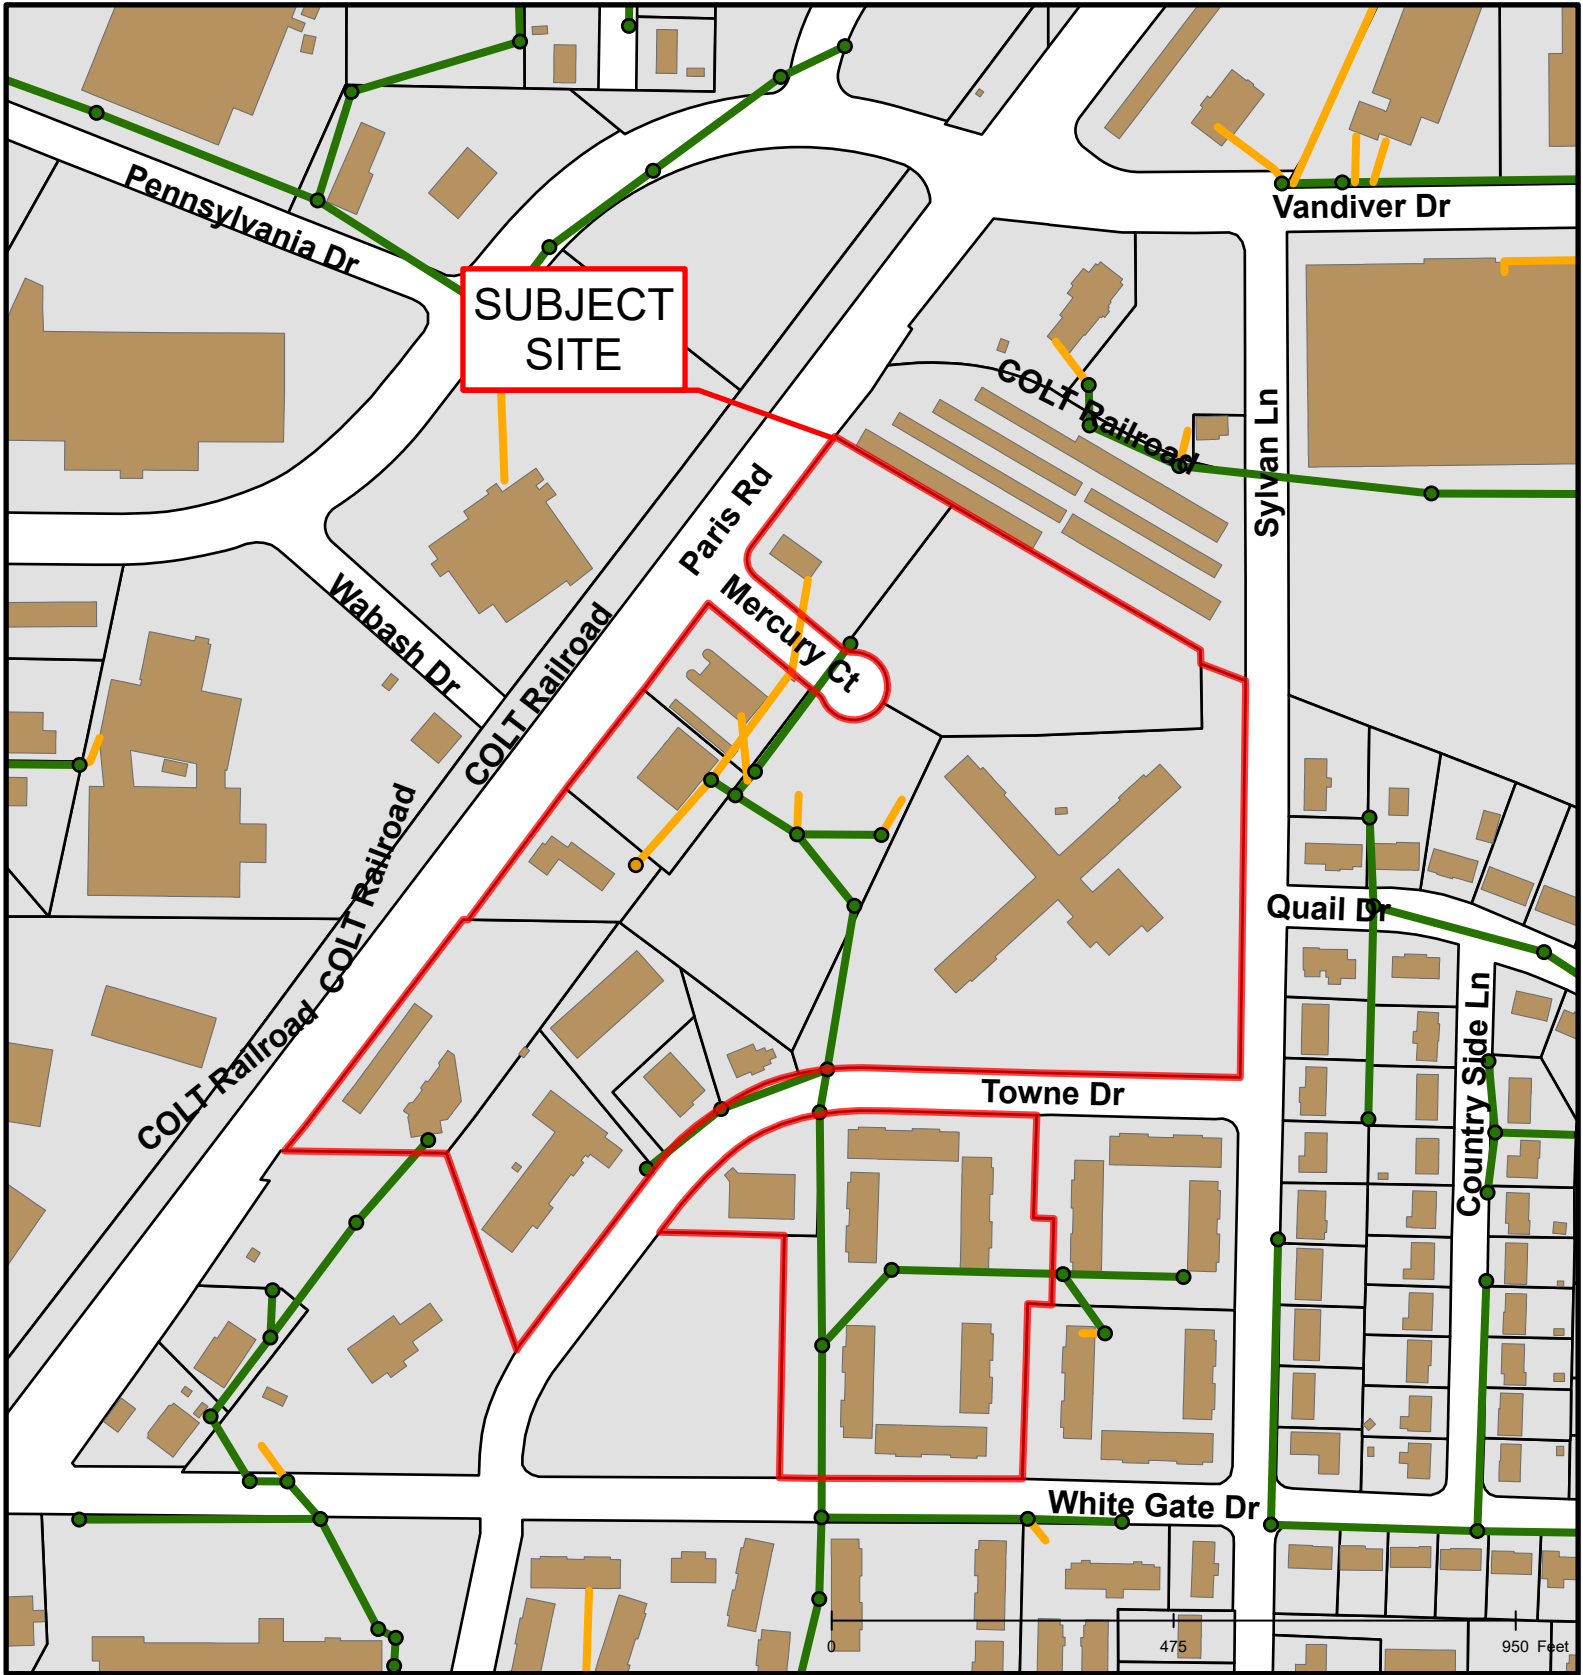 Pennsylvania Dr
Vandiver Dr
SUBJECT
SITE
COLT Railroad
Sylvan Ln
Paris Rd
Mercury Ct
Wabash Dr
COLT Railroad
COLT Railroad
COLT Railroad
Quail Dr
Country Side Ln
Towne Dr
White Gate Dr
0 475 950 Feet